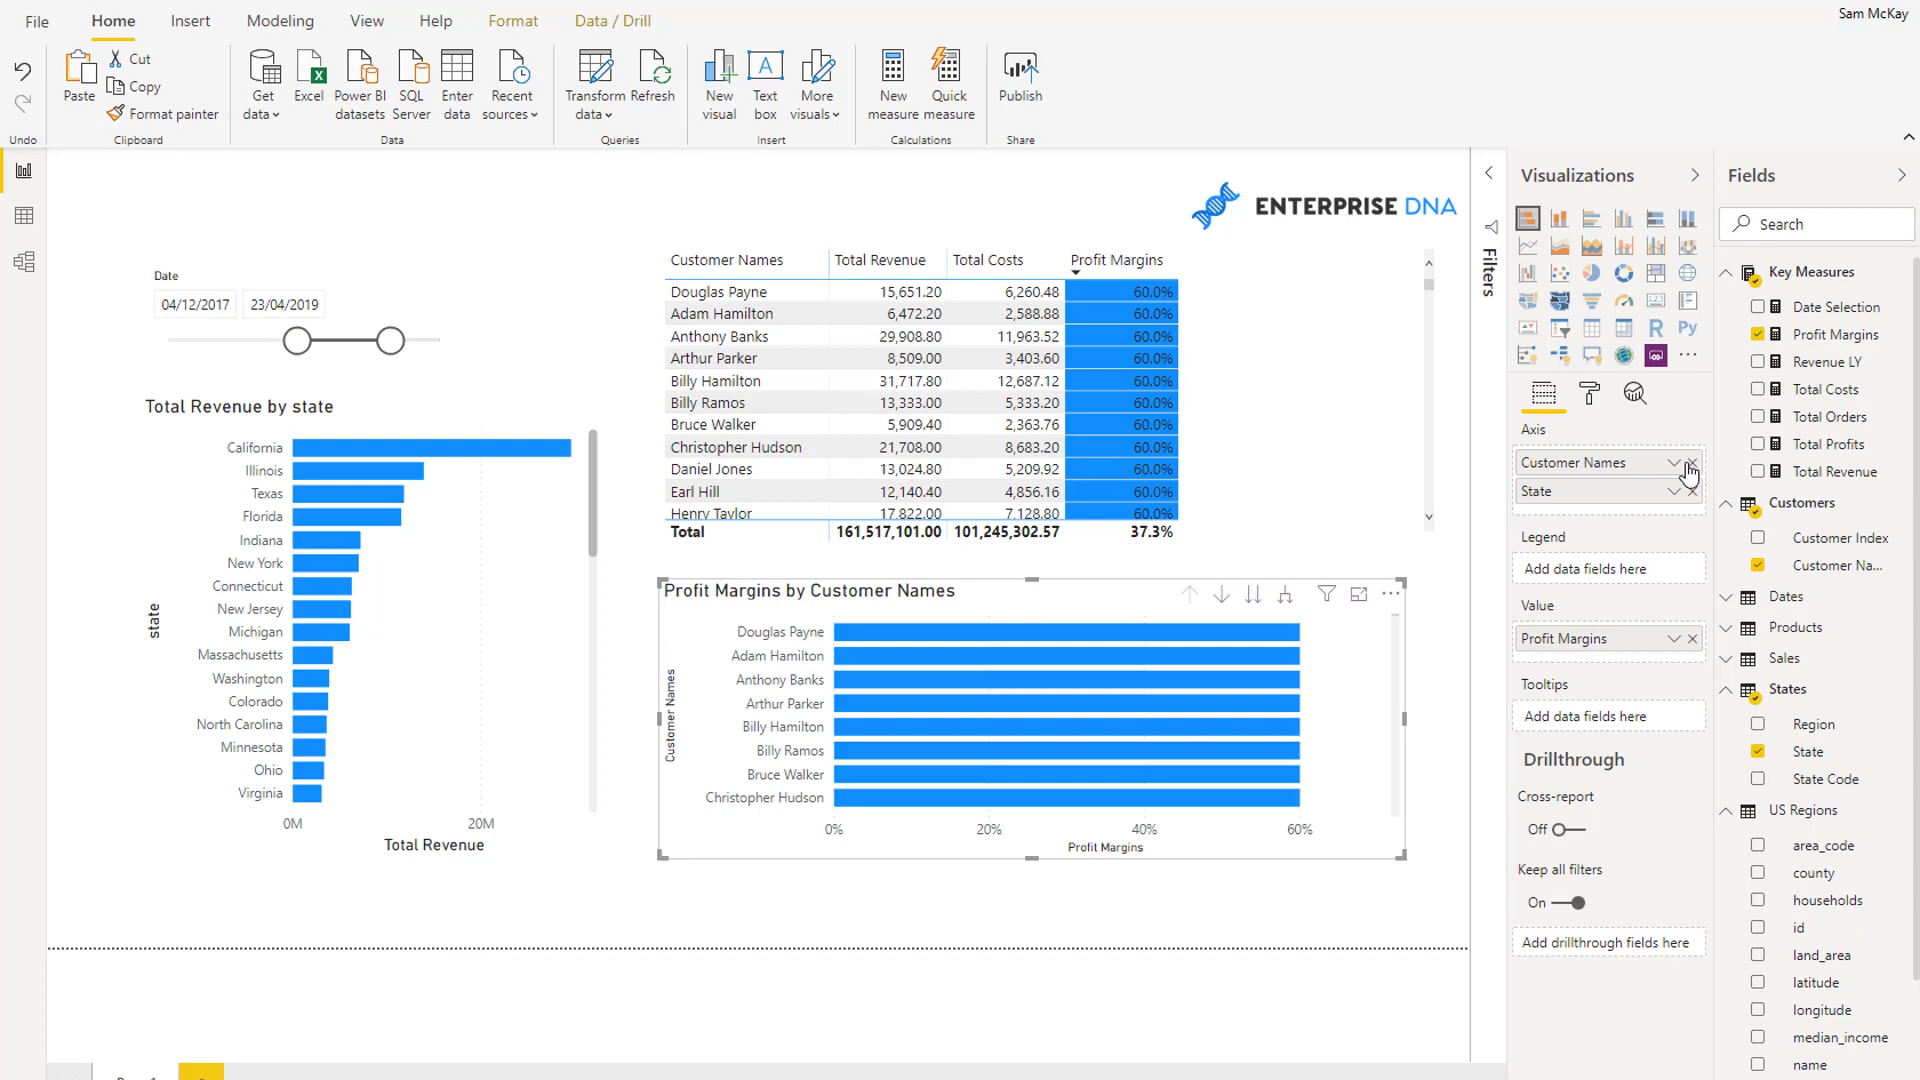 Sam McKay
File Home Insert Modeling View Help Format Data / Drill
Paste
Cut
Copy
Format painter
Get data
Excel
Power BI datasets
SQL Server
Enter data
Recent sources
Transform data
Refresh
New visual
Text box
More visuals
New measure
Quick measure
Publish
Undo Clipboard Data Queries Insert Calculations Share
ENTERPRISE DNA
Date
04/12/2017 23/04/2019
Total Revenue by state
California
Illinois
Texas
Florida
Indiana
New York
Connecticut
New Jersey
Michigan
Massachusetts
Washington
Colorado
North Carolina
Minnesota
Ohio
Virginia
state
0M 20M
Total Revenue
Customer Names Total Revenue Total Costs Profit Margins
Douglas Payne 15,651.20 6,260.48 60.0%
Adam Hamilton 6,472.20 2,588.88 60.0%
Anthony Banks 29,908.80 11,963.52 60.0%
Arthur Parker 8,509.00 3,403.60 60.0%
Billy Hamilton 31,717.80 12,687.12 60.0%
Billy Ramos 13,333.00 5,333.20 60.0%
Bruce Walker 5,909.40 2,363.76 60.0%
Christopher Hudson 21,708.00 8,683.20 60.0%
Daniel Jones 13,024.80 5,209.92 60.0%
Earl Hill 12,140.40 4,856.16 60.0%
Henry Taylor 17,822.00 7,128.80 60.0%
Total 161,517,101.00 101,245,302.57 37.3%
Profit Margins by Customer Names
Douglas Payne
Adam Hamilton
Anthony Banks
Arthur Parker
Billy Hamilton
Billy Ramos
Bruce Walker
Christopher Hudson
Customer Names
0% 20% 40% 60%
Profit Margins
Filters
Visualizations
R Py
Axis
Customer Names
State
Legend
Add data fields here
Value
Profit Margins
Tooltips
Add data fields here
Drillthrough
Cross-report
Off
Keep all filters
On
Add drillthrough fields here
Fields
Search
Key Measures
Date Selection
Profit Margins
Revenue LY
Total Costs
Total Orders
Total Profits
Total Revenue
Customers
Customer Index
Customer Na...
Dates
Products
Sales
States
Region
State
State Code
US Regions
area_code
county
households
id
land_area
latitude
longitude
median_income
name